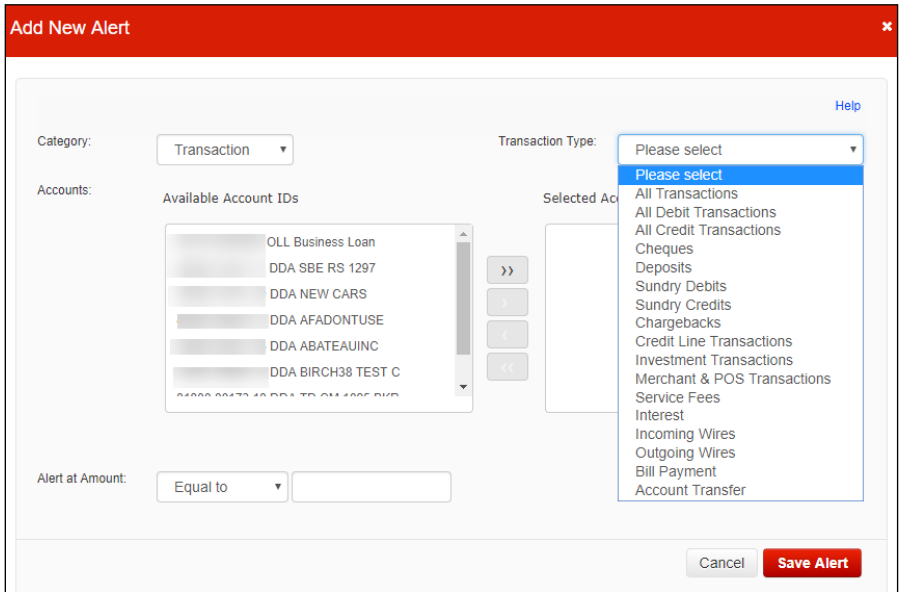 Add New Alert
Help
Category:
Transaction
Transaction Type:
Please select
Please select
All Transactions
All Debit Transactions
All Credit Transactions
Cheques
Deposits
Sundry Debits
Sundry Credits
Chargebacks
Credit Line Transactions
Investment Transactions
Merchant & POS Transactions
Service Fees
Interest
Incoming Wires
Outgoing Wires
Bill Payment
Account Transfer
Accounts:
Available Account IDs
Selected
OLL Business Loan
DDA SBE RS 1297
DDA NEW CARS
DDA AFADONTUSE
DDA ABATEAUINC
DDA BIRCH38 TEST C
>>
>
<
<<
Alert at Amount:
Equal to
Cancel
Save Alert